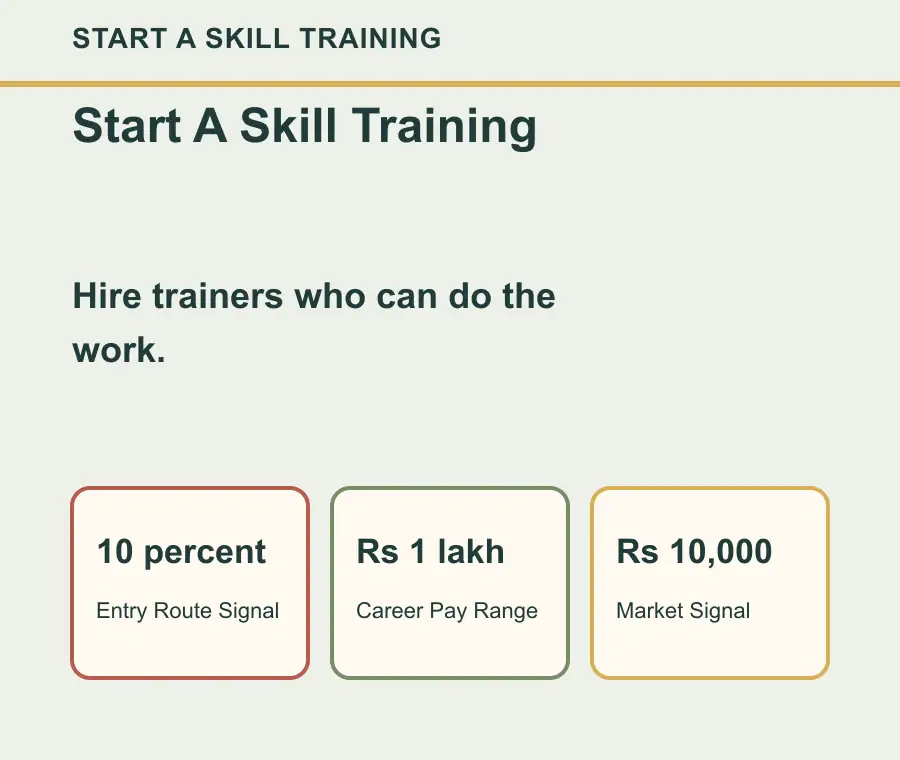 START A SKILL TRAINING
Start A Skill Training
Hire trainers who can do the
work.
10 percent
Entry Route Signal
Rs 1 lakh
Career Pay Range
Rs 10,000
Market Signal